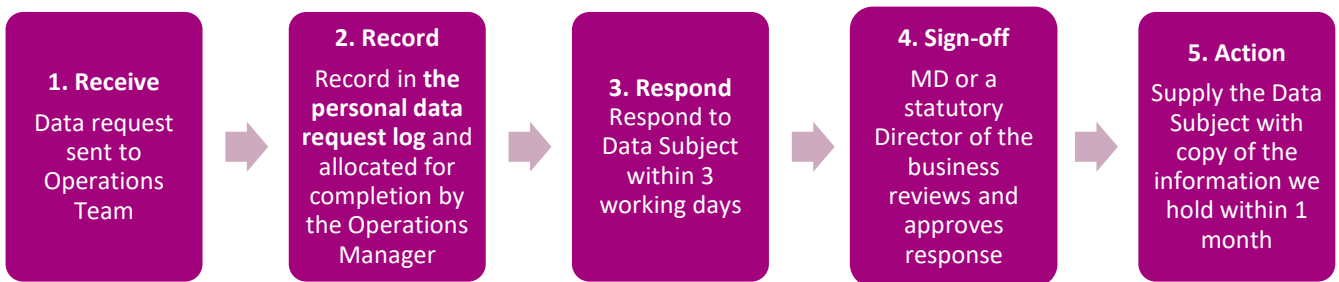 1. Receive
Data request
sent to
Operations
Team
2. Record
Record in the
personal data
request log and
allocated for
completion by
the Operations
Manager
3. Respond
Respond to
Data Subject
within 3
working days
4. Sign-off
MD or a
statutory
Director of the
business
reviews and
approves
response
5. Action
Supply the Data
Subject with
copy of the
information we
hold within 1
month